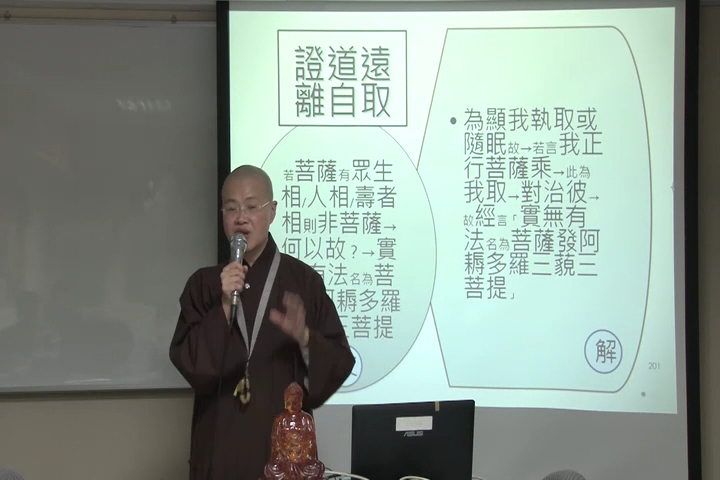 證道遠
離自取
若菩薩有眾生
相/人相/壽者
相則非菩薩→
何以故?→實
有法名為菩
耨多羅
三菩提
•為顯我執取或
隨眠故→若言我正
行菩薩乘→此為
我取→對治彼→
故經言「實無有
法名為菩薩發阿
耨多羅三藐三
菩提」
解
201
ASUS